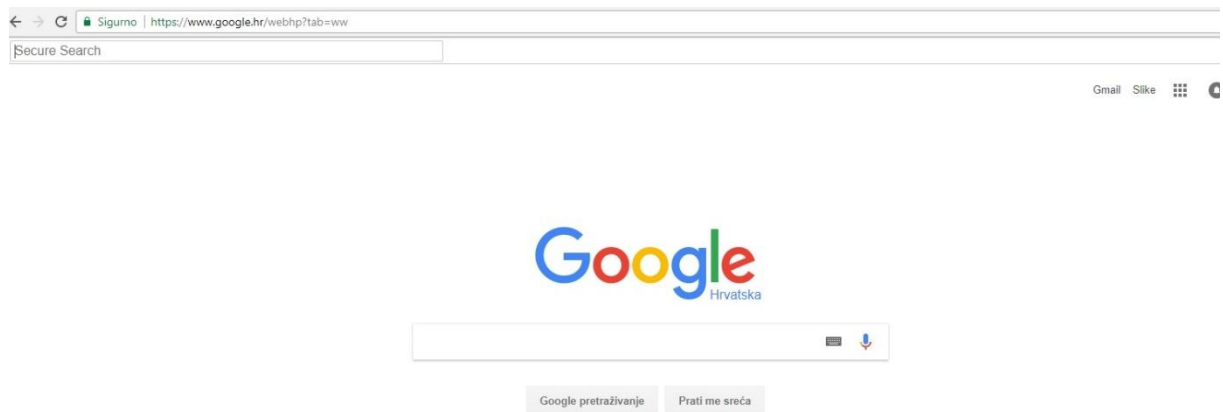 Sigurno | https://www.google.hr/webhp?tab=ww
Secure Search
Gmail Slike
Google
Hrvatska
Google pretraživanje Prati me sreća